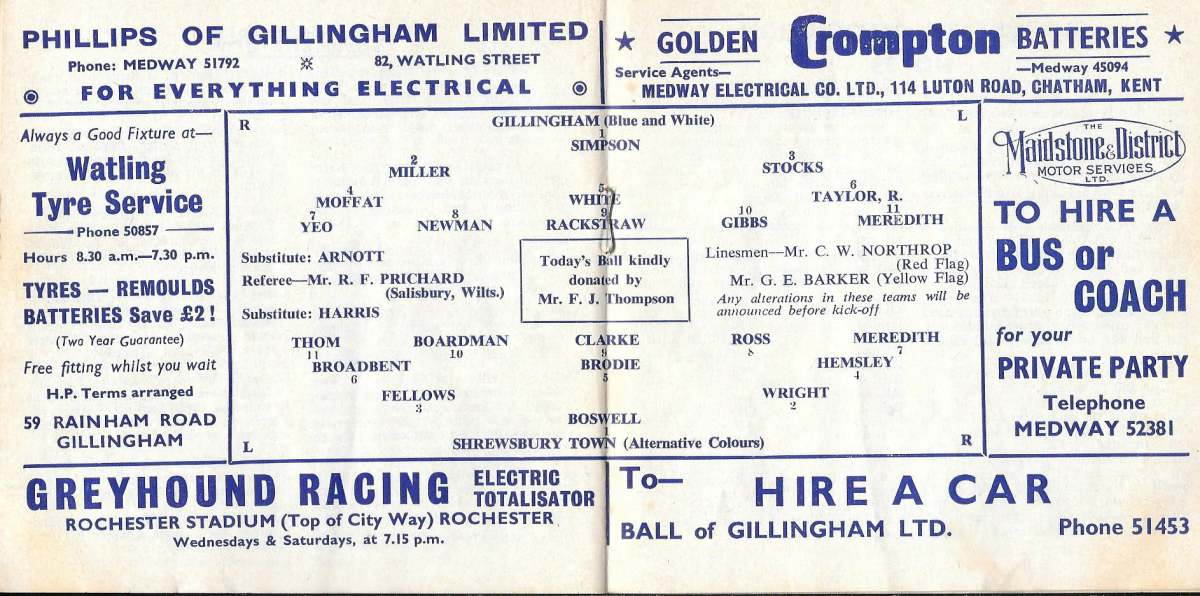 PHILLIPS OF GILLINGHAM LIMITED
Phone: MEDWAY 51792 82, WATLING STREET
FOR EVERYTHING ELECTRICAL
★ GOLDEN Crompton BATTERIES ★
Service Agents— —Medway 45094
MEDWAY ELECTRICAL CO. LTD., 114 LUTON ROAD, CHATHAM, KENT
Always a Good Fixture at—
Watling
Tyre Service
Phone 50857
Hours 8.30 a.m.—7.30 p.m.
TYRES — REMOULDS
BATTERIES Save £2!
(Two Year Guarantee)
Free fitting whilst you wait
H.P. Terms arranged
59 RAINHAM ROAD
GILLINGHAM
R GILLINGHAM (Blue and White) L
1
SIMPSON
2 3
MILLER STOCKS
4 5 6
MOFFAT WHITE TAYLOR, R.
7 8 9 10 11
YEO NEWMAN RACKSTRAW GIBBS MEREDITH
Substitute: ARNOTT
Referee—Mr. R. F. PRICHARD
(Salisbury, Wilts.)
Substitute: HARRIS
Today's Ball kindly
donated by
Mr. F. J. Thompson
Linesmen—Mr. C. W. NORTHROP
(Red Flag)
Mr. G. E. BARKER (Yellow Flag)
Any alterations in these teams will be
announced before kick-off
THOM BOARDMAN CLARKE ROSS MEREDITH
11 10 9 8 7
BROADBENT BRODIE HEMSLEY
6 5 4
FELLOWS WRIGHT
3 2
BOSWELL
1
L SHREWSBURY TOWN (Alternative Colours) R
THE
Maidstone & District
MOTOR SERVICES
LTD.
TO HIRE A
BUS or
COACH
for your
PRIVATE PARTY
Telephone
MEDWAY 52381
GREYHOUND RACING ELECTRIC
TOTALISATOR
ROCHESTER STADIUM (Top of City Way) ROCHESTER
Wednesdays & Saturdays, at 7.15 p.m.
To—
HIRE A CAR
BALL of GILLINGHAM LTD. Phone 51453